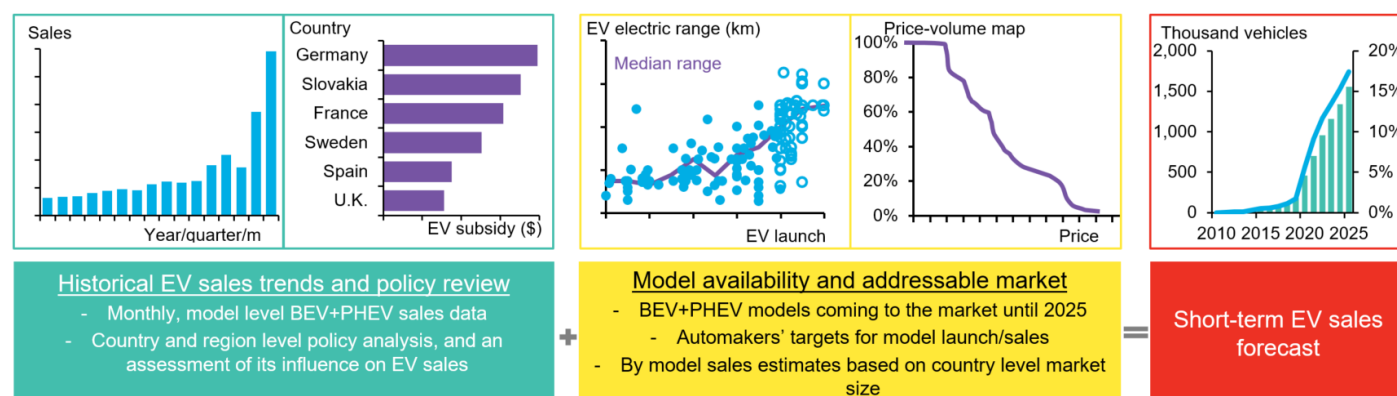 Sales
Year/quarter/m
Country
Germany
Slovakia
France
Sweden
Spain
U.K.
EV subsidy ($)
EV electric range (km)
Median range
EV launch
Price-volume map
100%
80%
60%
40%
20%
0%
Price
Thousand vehicles
2,000
1,500
1,000
500
0
20%
15%
10%
5%
0%
2010 2015 2020 2025
Historical EV sales trends and policy review
- Monthly, model level BEV+PHEV sales data
- Country and region level policy analysis, and an
assessment of its influence on EV sales
+
Model availability and addressable market
- BEV+PHEV models coming to the market until 2025
- Automakers’ targets for model launch/sales
- By model sales estimates based on country level market
size
=
Short-term EV sales
forecast